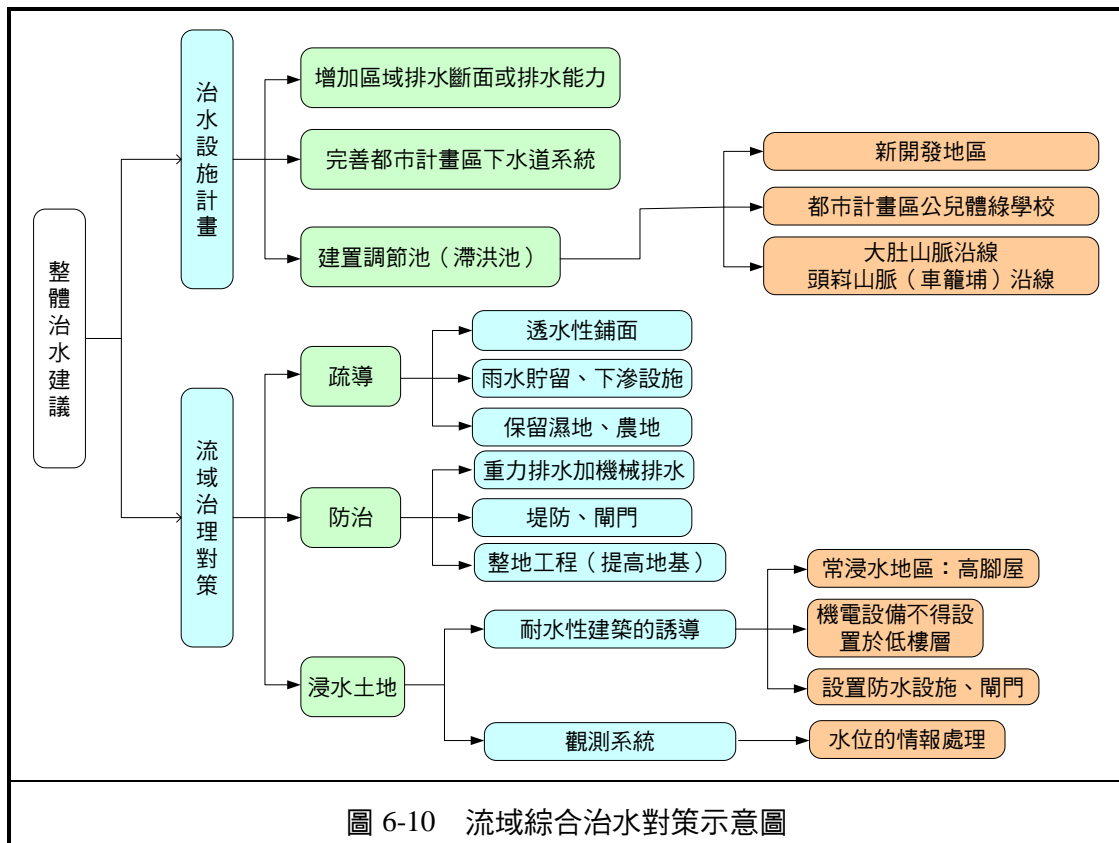 整體治水建議
治水設施計畫
增加區域排水斷面或排水能力
完善都市計畫區下水道系統
建置調節池（滯洪池）
新開發地區
都市計畫區公兒體綠學校
大肚山脈沿線
頭嵙山脈（車籠埔）沿線
流域治理對策
疏導
透水性鋪面
雨水貯留、下滲設施
保留濕地、農地
防治
重力排水加機械排水
堤防、閘門
整地工程（提高地基）
浸水土地
耐水性建築的誘導
常浸水地區：高腳屋
機電設備不得設
置於低樓層
設置防水設施、閘門
觀測系統
水位的情報處理
圖 6-10　流域綜合治水對策示意圖